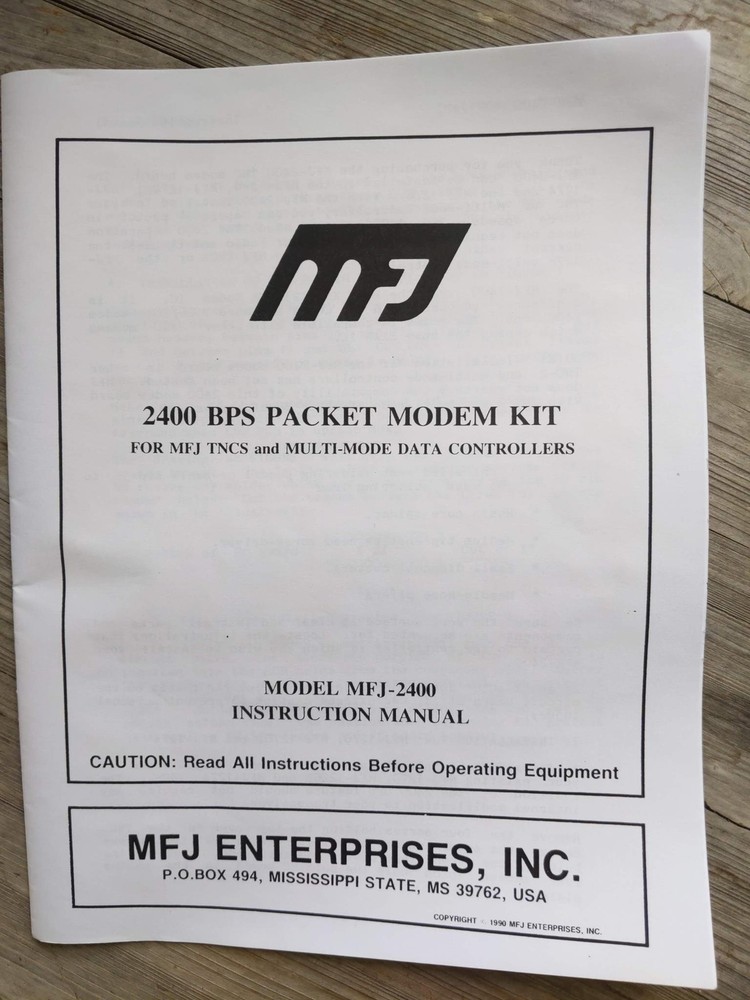 MFJ
2400 BPS PACKET MODEM KIT
FOR MFJ TNCS and MULTI-MODE DATA CONTROLLERS
MODEL MFJ-2400
INSTRUCTION MANUAL
CAUTION: Read All Instructions Before Operating Equipment
MFJ ENTERPRISES, INC.
P.O.BOX 494, MISSISSIPPI STATE, MS 39762, USA
COPYRIGHT 1990 MFJ ENTERPRISES, INC.